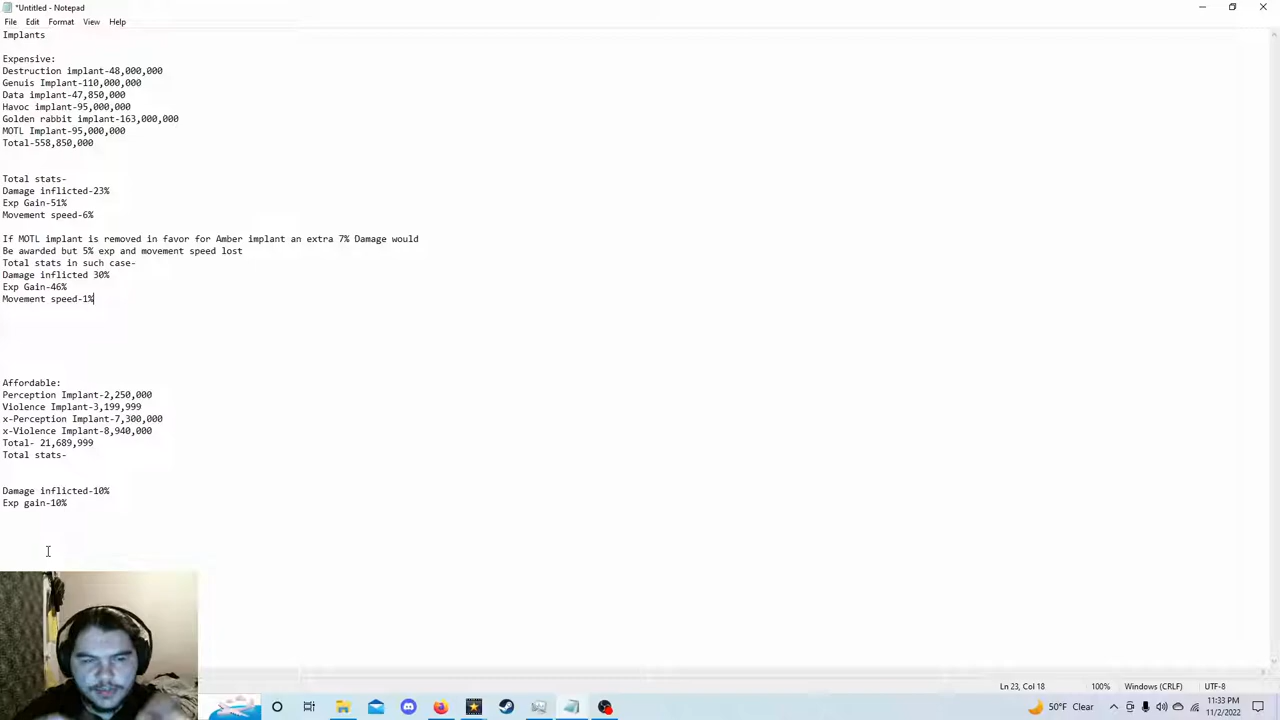 *Untitled - Notepad
File Edit Format View Help
Implants
Expensive:
Destruction implant-48,000,000
Genuis Implant-110,000,000
Data implant-47,850,000
Havoc implant-95,000,000
Golden rabbit implant-163,000,000
MOTL Implant-95,000,000
Total-558,850,000
Total stats-
Damage inflicted-23%
Exp Gain-51%
Movement speed-6%
If MOTL implant is removed in favor for Amber implant an extra 7% Damage would
Be awarded but 5% exp and movement speed lost
Total stats in such case-
Damage inflicted 30%
Exp Gain-46%
Movement speed-1%
Affordable:
Perception Implant-2,250,000
Violence Implant-3,199,999
x-Perception Implant-7,300,000
x-Violence Implant-8,940,000
Total- 21,689,999
Total stats-
Damage inflicted-10%
Exp gain-10%
Ln 23, Col 18 100% Windows (CRLF) UTF-8
50°F Clear 11:33 PM
11/2/2022